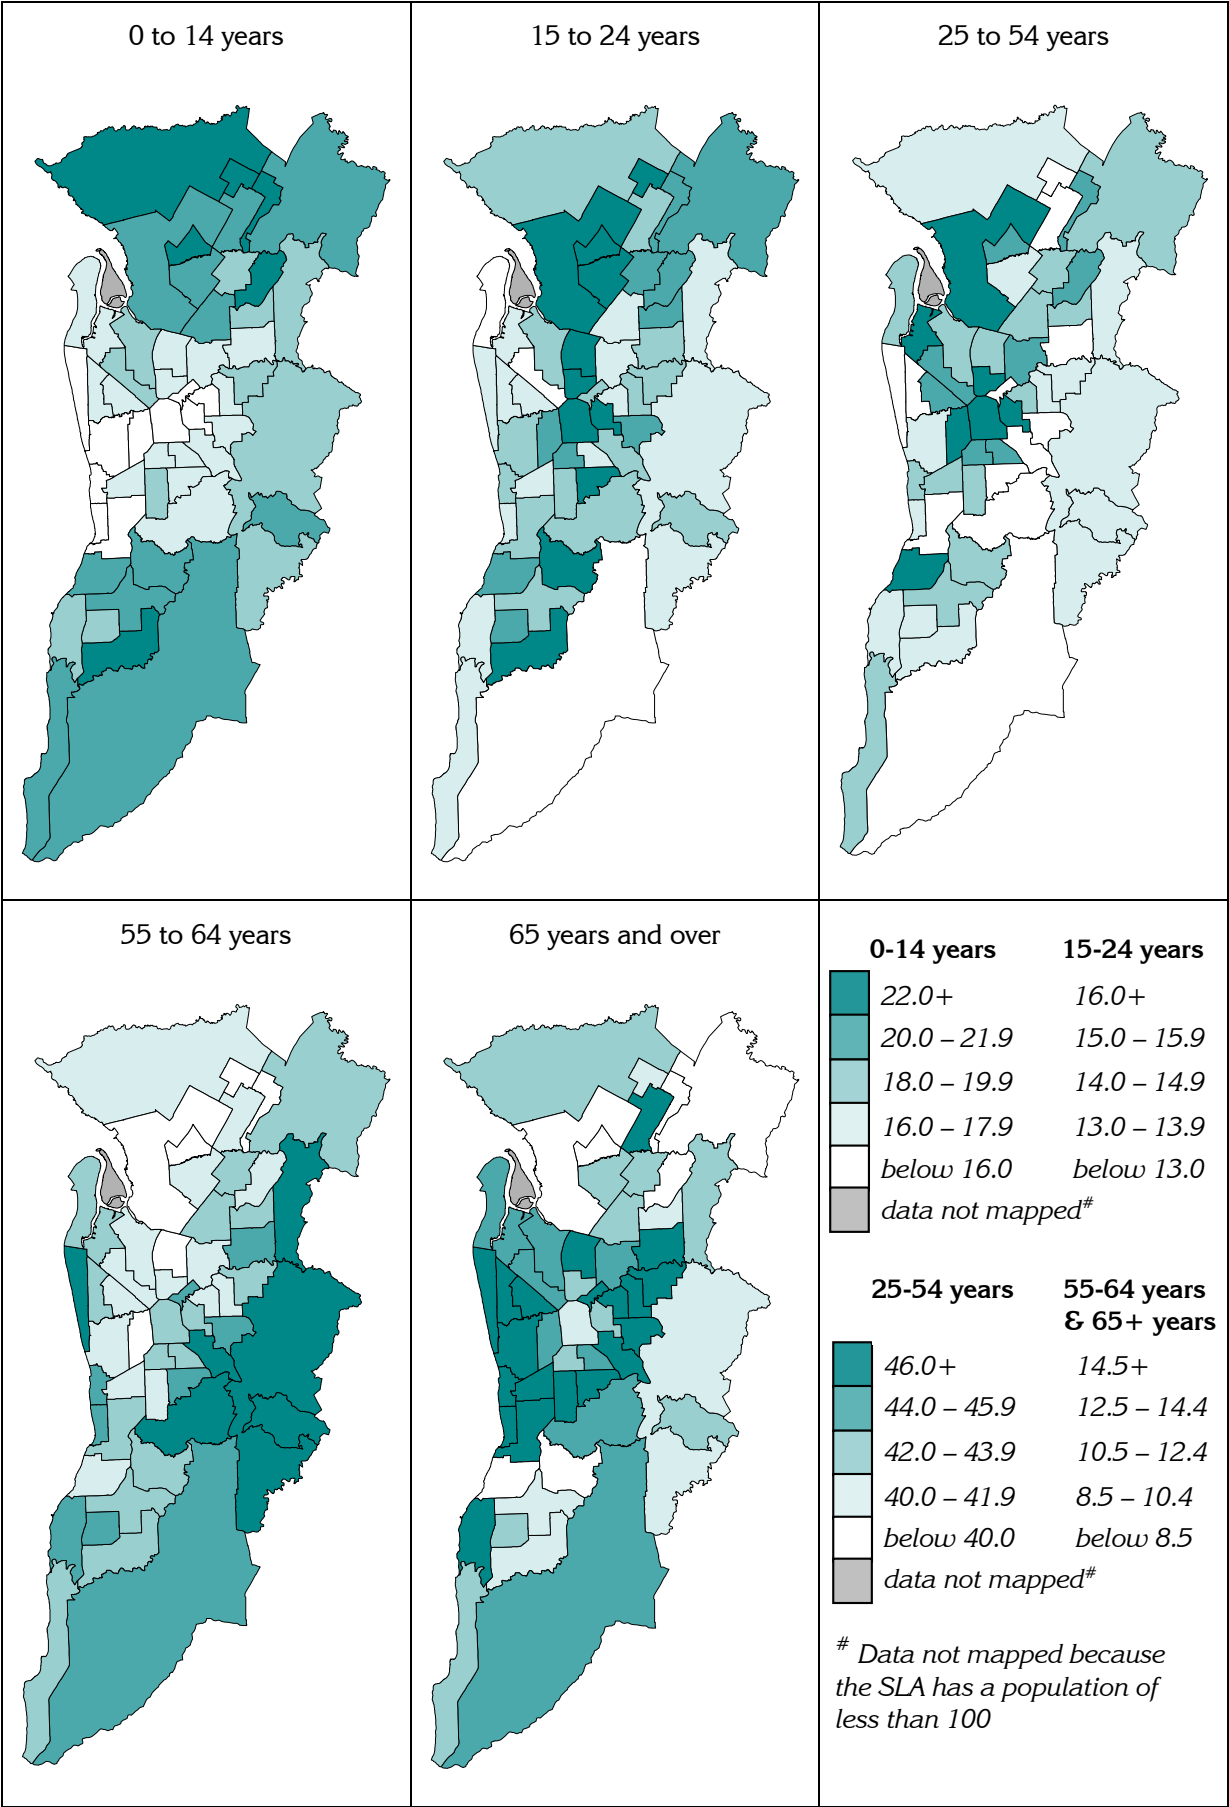 0 to 14 years
15 to 24 years
25 to 54 years
55 to 64 years
65 years and over
0-14 years 15-24 years
22.0+ 16.0+
20.0 – 21.9 15.0 – 15.9
18.0 – 19.9 14.0 – 14.9
16.0 – 17.9 13.0 – 13.9
below 16.0 below 13.0
data not mapped#
25-54 years 55-64 years
& 65+ years
46.0+ 14.5+
44.0 – 45.9 12.5 – 14.4
42.0 – 43.9 10.5 – 12.4
40.0 – 41.9 8.5 – 10.4
below 40.0 below 8.5
data not mapped#
# Data not mapped because
the SLA has a population of
less than 100